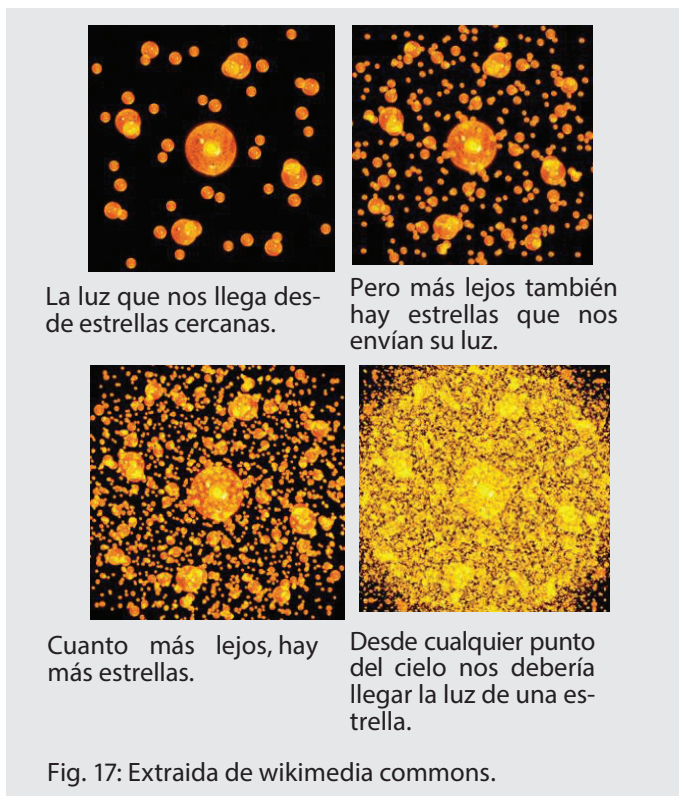 La luz que nos llega des-
de estrellas cercanas.
Pero más lejos también
hay estrellas que nos
envían su luz.
Cuanto más lejos, hay
más estrellas.
Desde cualquier punto
del cielo nos debería
llegar la luz de una es-
trella.
Fig. 17: Extraida de wikimedia commons.